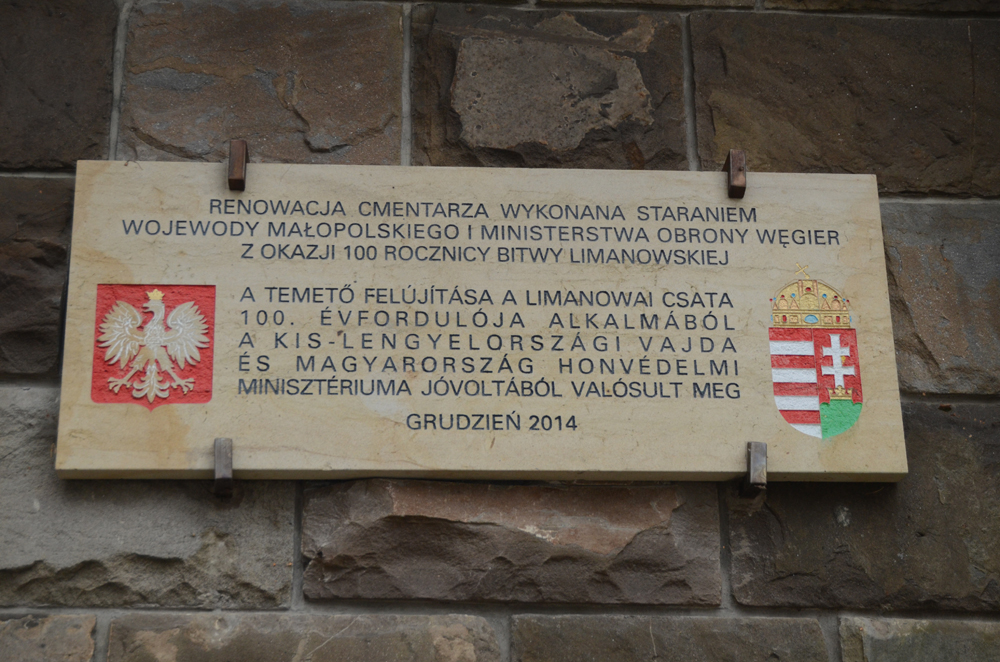 RENOWACJA CMENTARZA WYKONANA STARANIEM
WOJEWODY MAŁOPOLSKIEGO I MINISTERSTWA OBRONY WĘGIER
Z OKAZJI 100 ROCZNICY BITWY LIMANOWSKIEJ
A TEMETŐ FELÚJÍTÁSA A LIMANOWAI CSATA
100. ÉVFORDULÓJA ALKALMÁBÓL
A KIS-LENGYELORSZÁGI VAJDA
ÉS MAGYARORSZÁG HONVÉDELMI
MINISZTÉRIUMA JÓVOLTÁBÓL VALÓSULT MEG
GRUDZIEŃ 2014